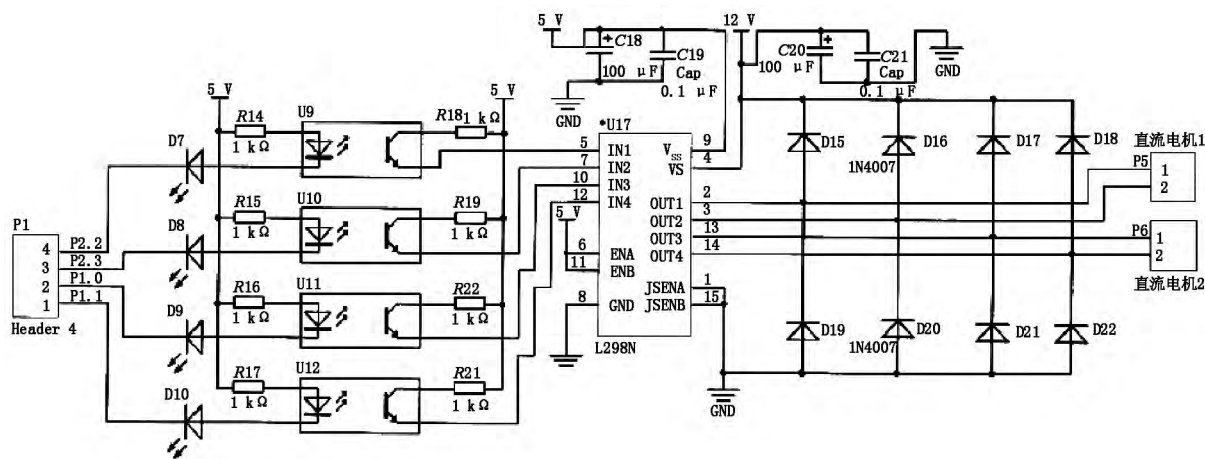 5 V
C18
100 μF
C19
Cap
0.1 μF
GND
12 V
C20
100 μF
C21
Cap
0.1 μF
GND
5 V
R14
1 kΩ
U9
R18
1 kΩ
5 V
D7
R15
1 kΩ
U10
R19
1 kΩ
D8
R16
1 kΩ
U11
R22
1 kΩ
D9
R17
1 kΩ
U12
R21
1 kΩ
D10
P1
4
3
2
1
P2.2
P2.3
P1.0
P1.1
Header 4
*U17
5
7
10
12
IN1
IN2
IN3
IN4
5 V
6
11
ENA
ENB
8
GND
VSS
VS
OUT1
OUT2
OUT3
OUT4
JSENA
JSENB
9
4
2
3
13
14
1
15
L298N
GND
D15
D16
1N4007
D17
D18
D19
D20
1N4007
D21
D22
直流电机1
P5
1
2
P6
1
2
直流电机2